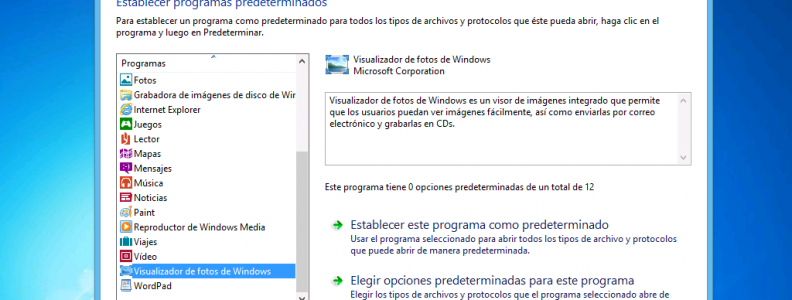 Establecer programas predeterminados
Para establecer un programa como predeterminado para todos los tipos de archivos y protocolos que éste pueda abrir, haga clic en el
programa y luego en Predeterminar.
Programas
Fotos
Grabadora de imágenes de disco de Wir
Internet Explorer
Juegos
Lector
Mapas
Mensajes
Música
Noticias
Paint
Reproductor de Windows Media
Viajes
Vídeo
Visualizador de fotos de Windows
WordPad
Visualizador de fotos de Windows
Microsoft Corporation
Visualizador de fotos de Windows es un visor de imágenes integrado que permite
que los usuarios puedan ver imágenes fácilmente, así como enviarlas por correo
electrónico y grabarlas en CDs.
Este programa tiene 0 opciones predeterminadas de un total de 12
Establecer este programa como predeterminado
Usar el programa seleccionado para abrir todos los tipos de archivo y protocolos
que puede abrir de manera predeterminada.
Elegir opciones predeterminadas para este programa
Elegir los tipos de archivos y protocolos que el programa seleccionado abre de